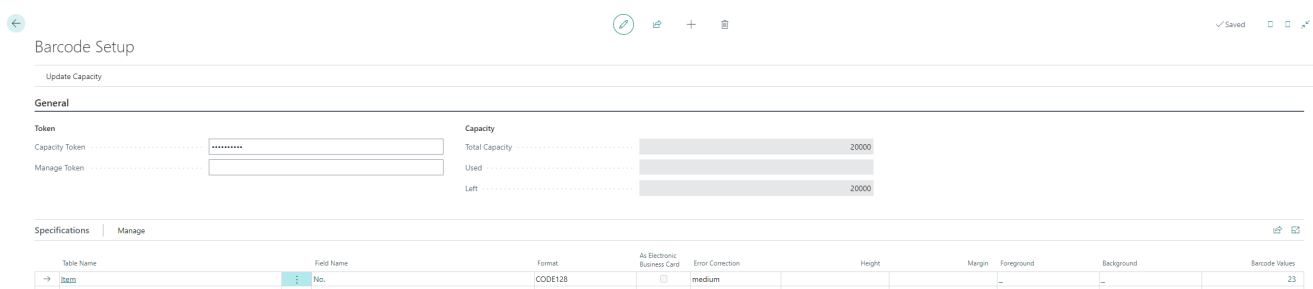 Saved
Barcode Setup
Update Capacity
General
Token
Capacity
Capacity Token ••••••••••
Total Capacity 20000
Manage Token
Used
Left 20000
Specifications Manage
Table Name Field Name Format As Electronic Business Card Error Correction Height Margin Foreground Background Barcode Values
Item No. CODE128 medium _ _ 23